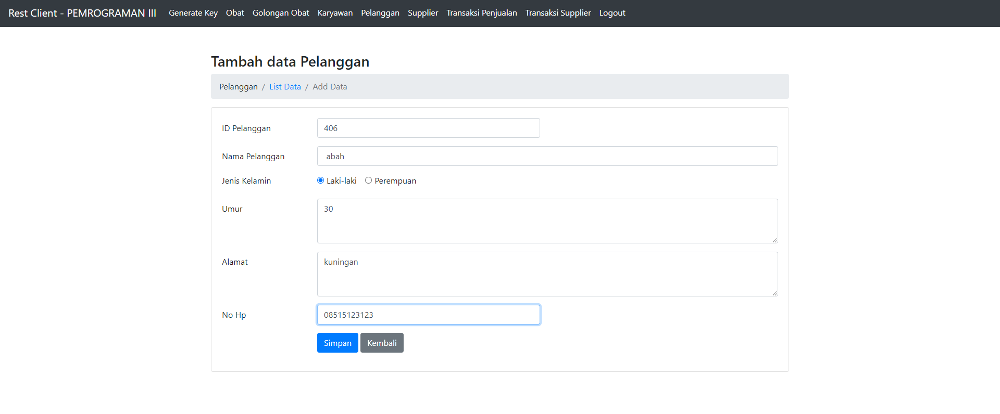 Rest Client - PEMROGRAMAN III Generate Key Obat Golongan Obat Karyawan Pelanggan Supplier Transaksi Penjualan Transaksi Supplier Logout
Tambah data Pelanggan
Pelanggan / List Data / Add Data
ID Pelanggan 406
Nama Pelanggan abah
Jenis Kelamin Laki-laki Perempuan
Umur 30
Alamat kuningan
No Hp 08515123123
Simpan Kembali